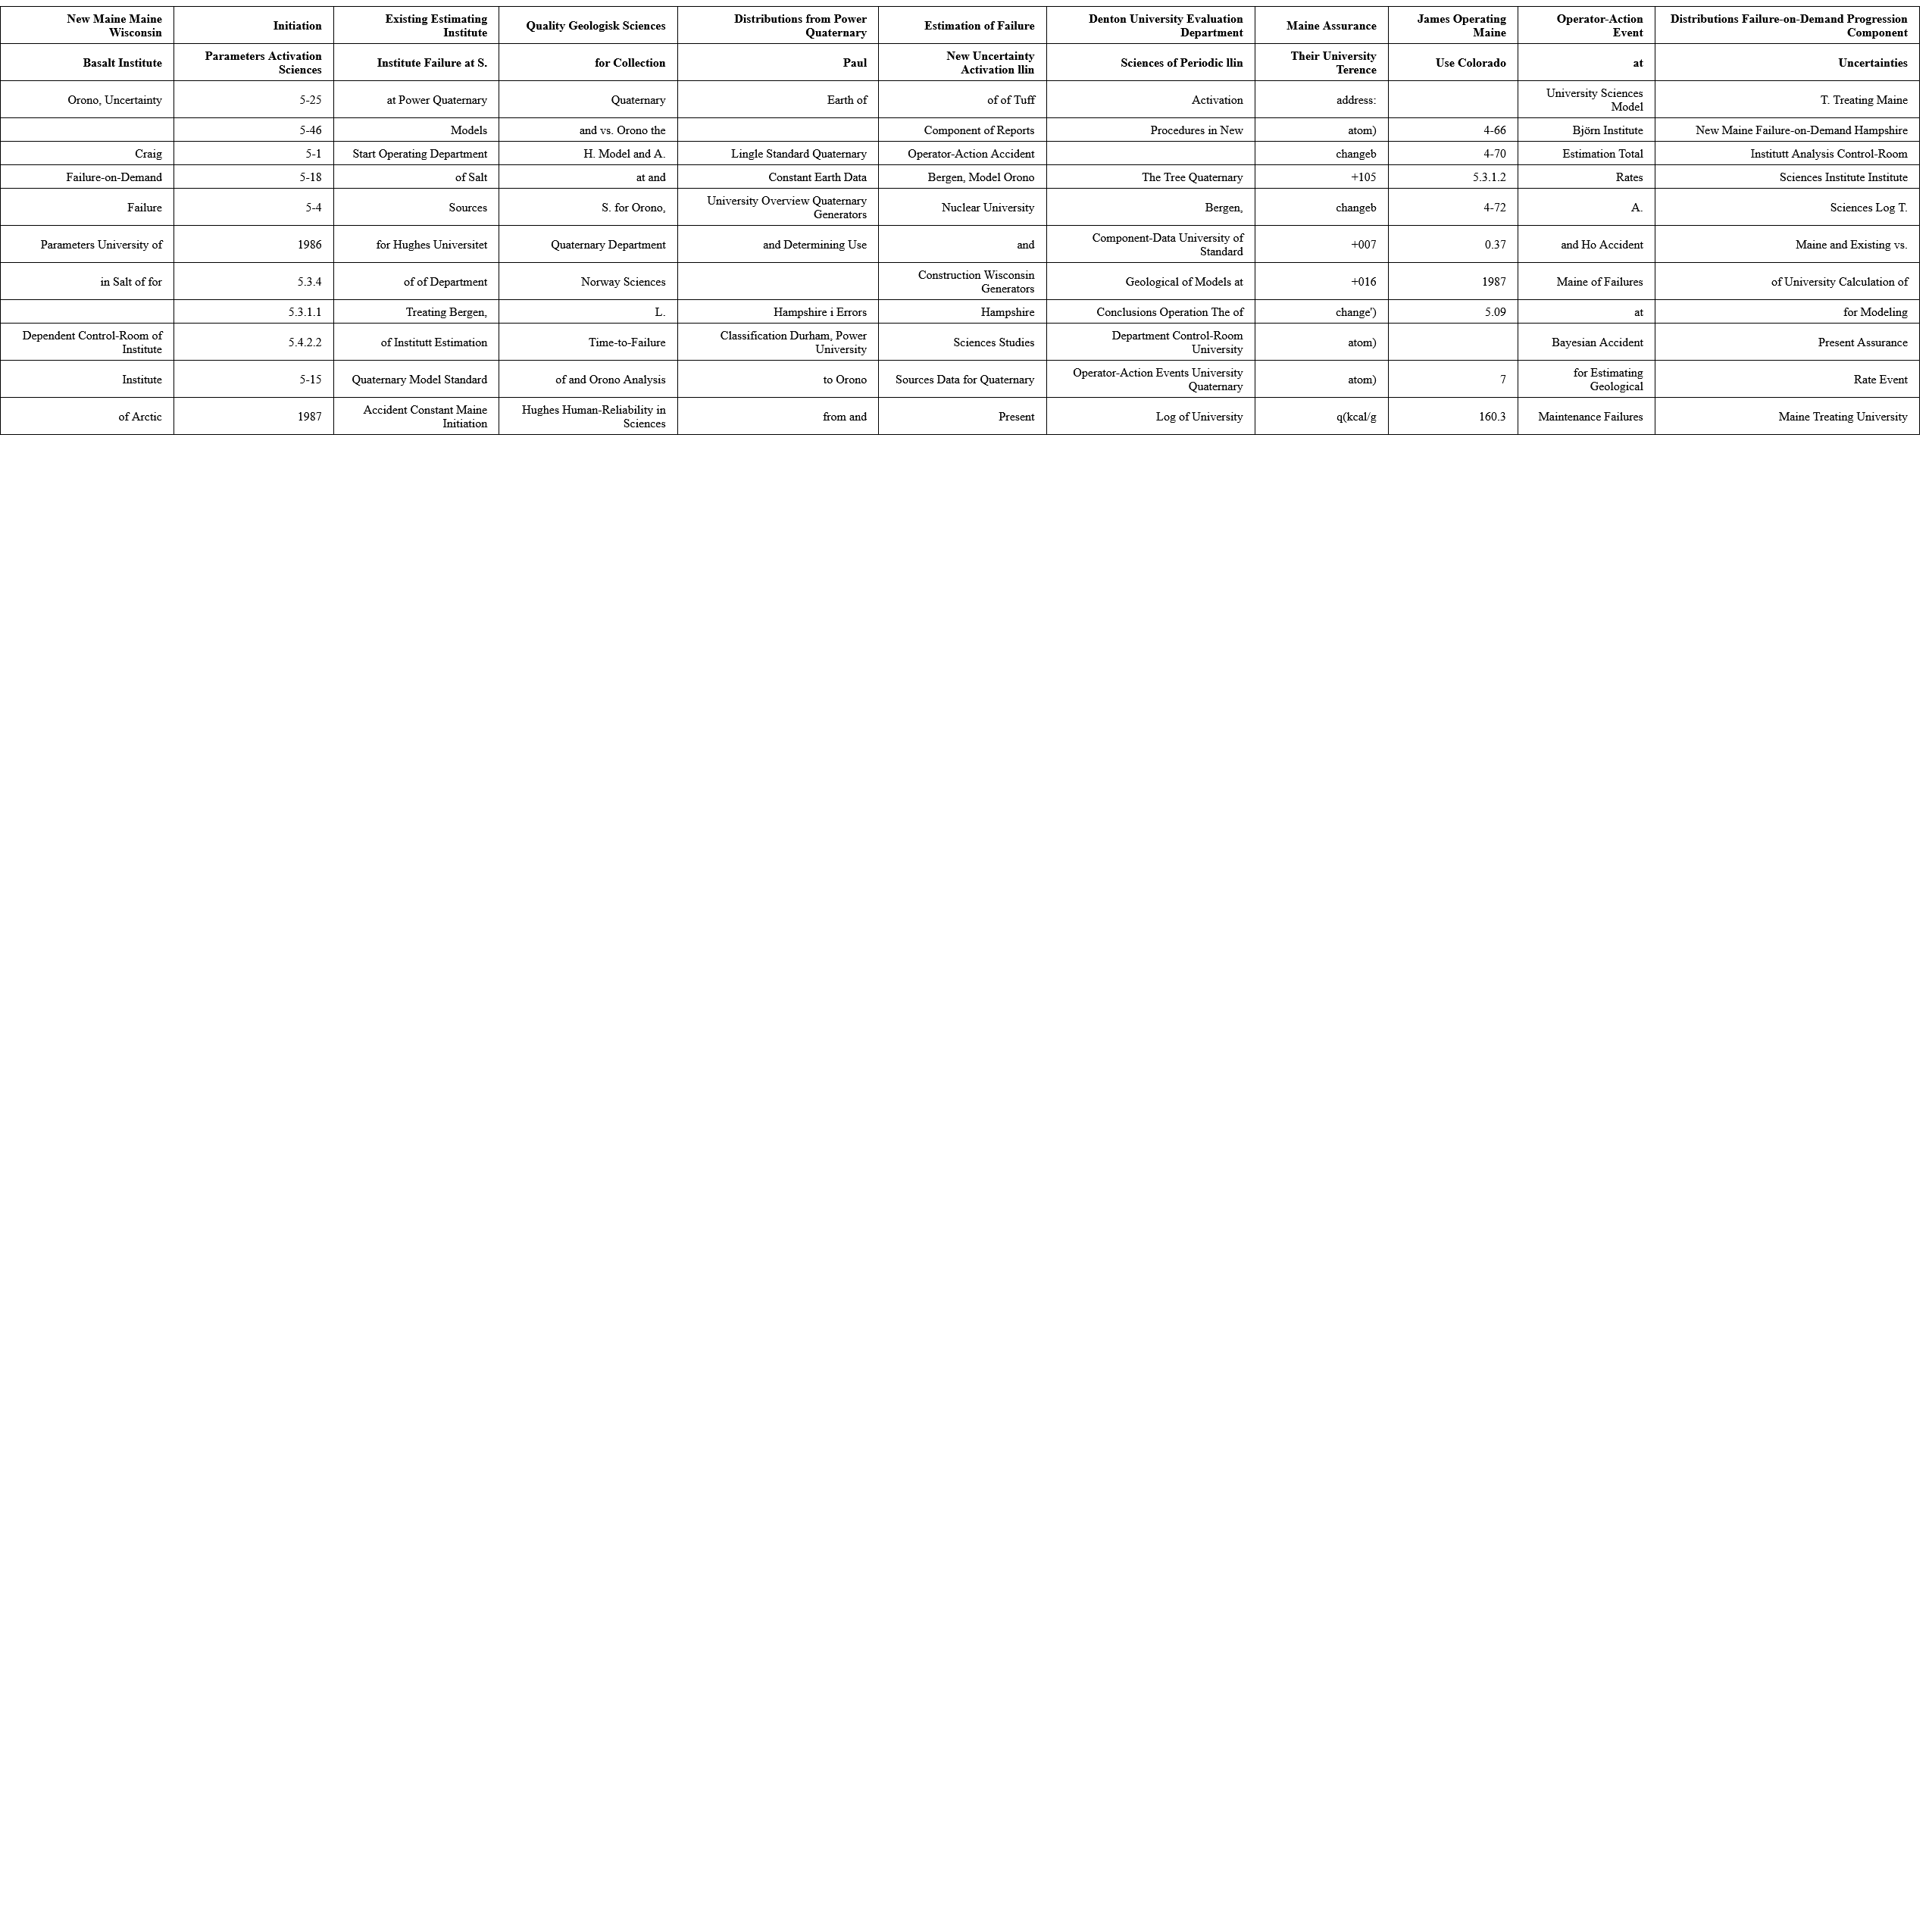 New Maine Maine Wisconsin Initiation Existing Estimating Institute Quality Geologisk Sciences Distributions from Power Quaternary Estimation of Failure Denton University Evaluation Department Maine Assurance James Operating Maine Operator-Action Event Distributions Failure-on-Demand Progression Component
Basalt Institute Parameters Activation Sciences Institute Failure at S. for Collection Paul New Uncertainty Activation llin Sciences of Periodic llin Their University Terence Use Colorado at Uncertainties
Orono, Uncertainty 5-25 at Power Quaternary Quaternary Earth of of of Tuff Activation address: University Sciences Model T. Treating Maine
5-46 Models and vs. Orono the Component of Reports Procedures in New atom) 4-66 Björn Institute New Maine Failure-on-Demand Hampshire
Craig 5-1 Start Operating Department H. Model and A. Lingle Standard Quaternary Operator-Action Accident changeb 4-70 Estimation Total Institutt Analysis Control-Room
Failure-on-Demand 5-18 of Salt at and Constant Earth Data Bergen, Model Orono The Tree Quaternary +105 5.3.1.2 Rates Sciences Institute Institute
Failure 5-4 Sources S. for Orono, University Overview Quaternary Generators Nuclear University Bergen, changeb 4-72 A. Sciences Log T.
Parameters University of 1986 for Hughes Universitet Quaternary Department and Determining Use and Component-Data University of Standard +007 0.37 and Ho Accident Maine and Existing vs.
in Salt of for 5.3.4 of of Department Norway Sciences Construction Wisconsin Generators Geological of Models at +016 1987 Maine of Failures of University Calculation of
5.3.1.1 Treating Bergen, L. Hampshire i Errors Hampshire Conclusions Operation The of change') 5.09 at for Modeling
Dependent Control-Room of Institute 5.4.2.2 of Institutt Estimation Time-to-Failure Classification Durham, Power University Sciences Studies Department Control-Room University atom) Bayesian Accident Present Assurance
Institute 5-15 Quaternary Model Standard of and Orono Analysis to Orono Sources Data for Quaternary Operator-Action Events University Quaternary atom) 7 for Estimating Geological Rate Event
of Arctic 1987 Accident Constant Maine Initiation Hughes Human-Reliability in Sciences from and Present Log of University q(kcal/g 160.3 Maintenance Failures Maine Treating University